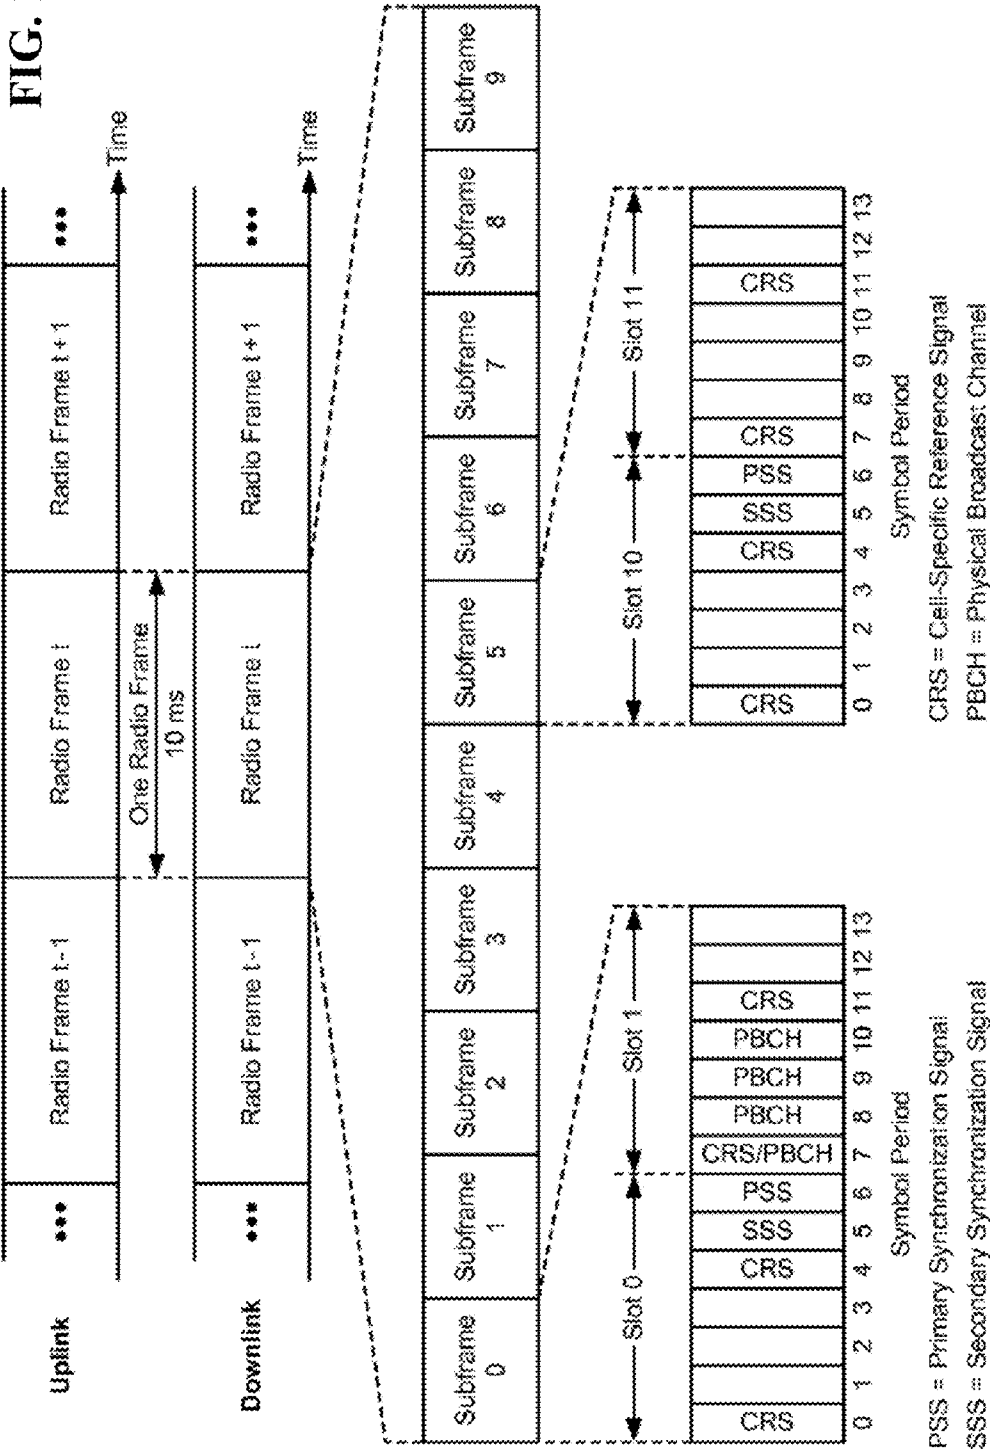 FIG.
Uplink
••• Radio Frame t-1 Radio Frame t Radio Frame t+1 •••
Time
One Radio Frame
10 ms
Downlink
••• Radio Frame t-1 Radio Frame t Radio Frame t+1 •••
Time
Subframe 0
Subframe 1
Subframe 2
Subframe 3
Subframe 4
Subframe 5
Subframe 6
Subframe 7
Subframe 8
Subframe 9
Slot 0 Slot 1
CRS CRS SSS PSS CRS/PBCH PBCH PBCH PBCH CRS
0 1 2 3 4 5 6 7 8 9 10 11 12 13
Symbol Period
Slot 10 Slot 11
CRS CRS SSS PSS CRS CRS
0 1 2 3 4 5 6 7 8 9 10 11 12 13
Symbol Period
PSS = Primary Synchronization Signal
SSS = Secondary Synchronization Signal
CRS = Cell-Specific Reference Signal
PBCH = Physical Broadcast Channel